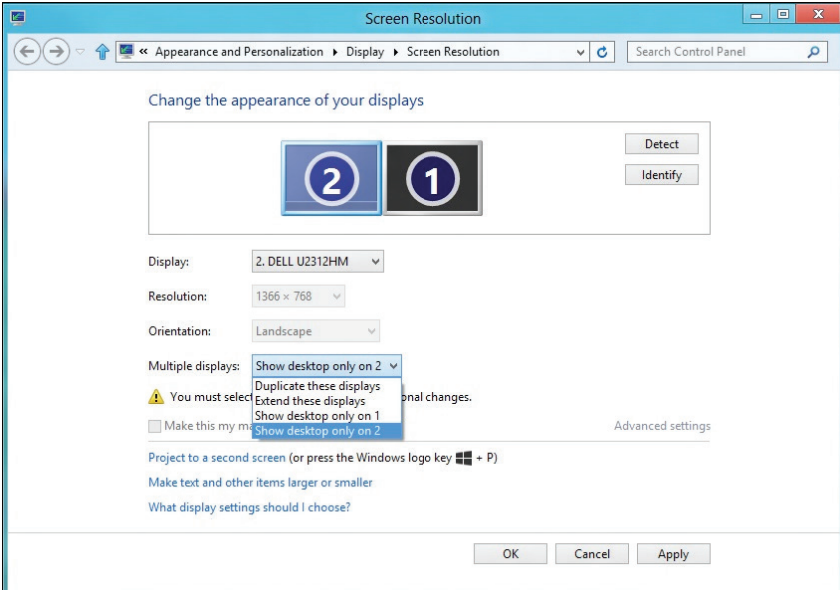 Screen Resolution
« Appearance and Personalization ▸ Display ▸ Screen Resolution
Search Control Panel
Change the appearance of your displays
2
1
Detect
Identify
Display: 2. DELL U2312HM
Resolution: 1366 × 768
Orientation: Landscape
Multiple displays: Show desktop only on 2
Duplicate these displays
Extend these displays
Show desktop only on 1
Show desktop only on 2
You must select onal changes.
Make this my ma
Advanced settings
Project to a second screen (or press the Windows logo key + P)
Make text and other items larger or smaller
What display settings should I choose?
OK Cancel Apply